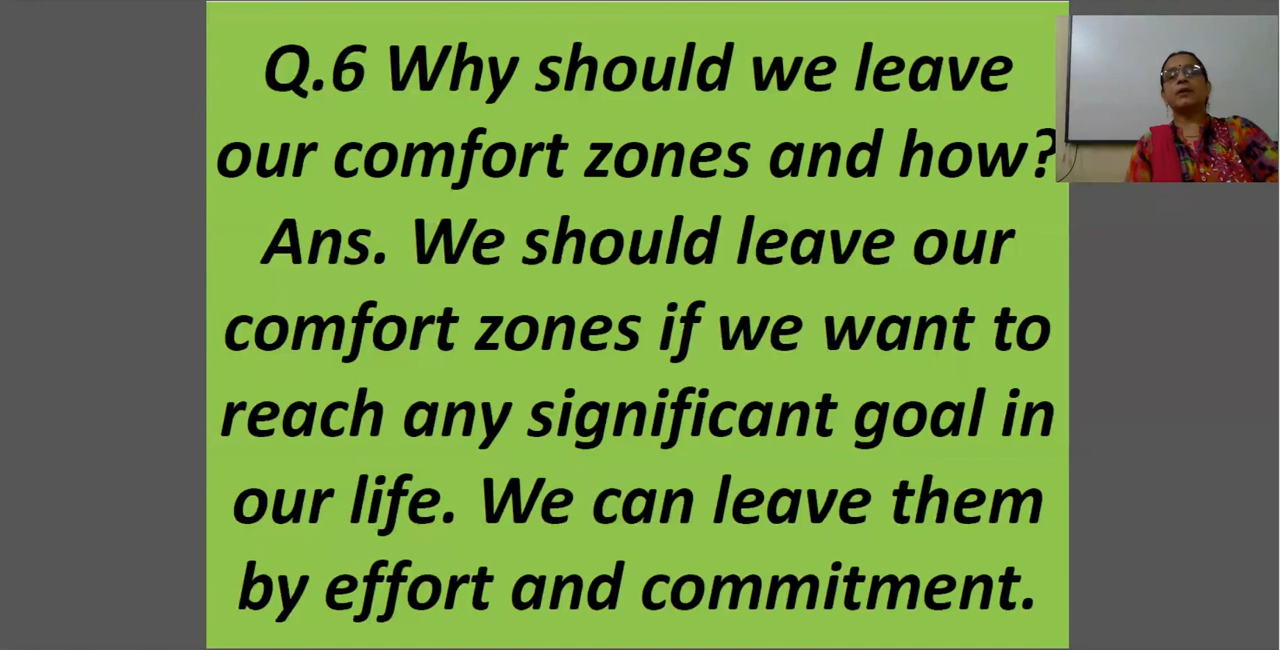 Q.6 Why should we leave
our comfort zones and how?
Ans. We should leave our
comfort zones if we want to
reach any significant goal in
our life. We can leave them
by effort and commitment.